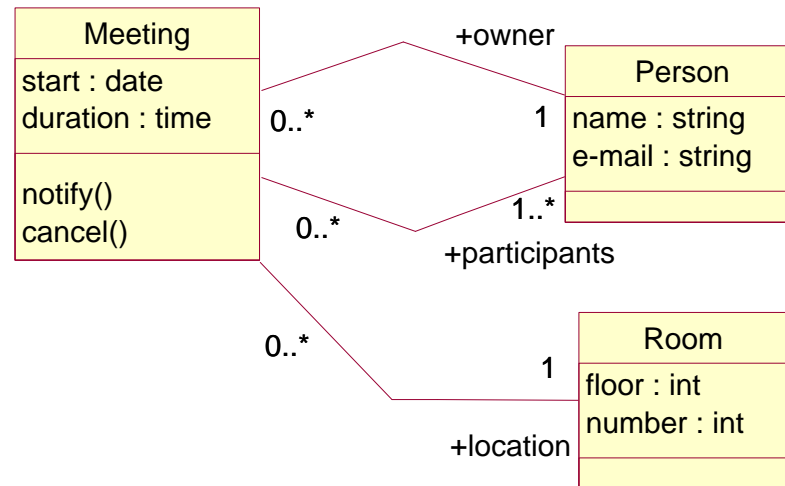 Meeting
start : date
duration : time
notify()
cancel()
+owner
0..*
1
Person
name : string
e-mail : string
0..*
1..*
+participants
0..*
1
+location
Room
floor : int
number : int